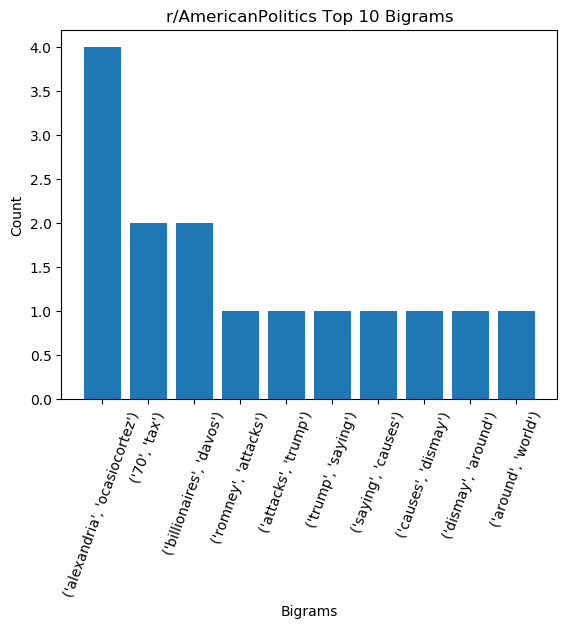 r/AmericanPolitics Top 10 Bigrams
4.0
3.5
3.0
2.5
2.0
1.5
1.0
0.5
0.0
Count
('alexandria', 'ocasiocortez')
('70', 'tax')
('billionaires', 'davos')
('romney', 'attacks')
('attacks', 'trump')
('trump', 'saying')
('saying', 'causes')
('causes', 'dismay')
('dismay', 'around')
('around', 'world')
Bigrams